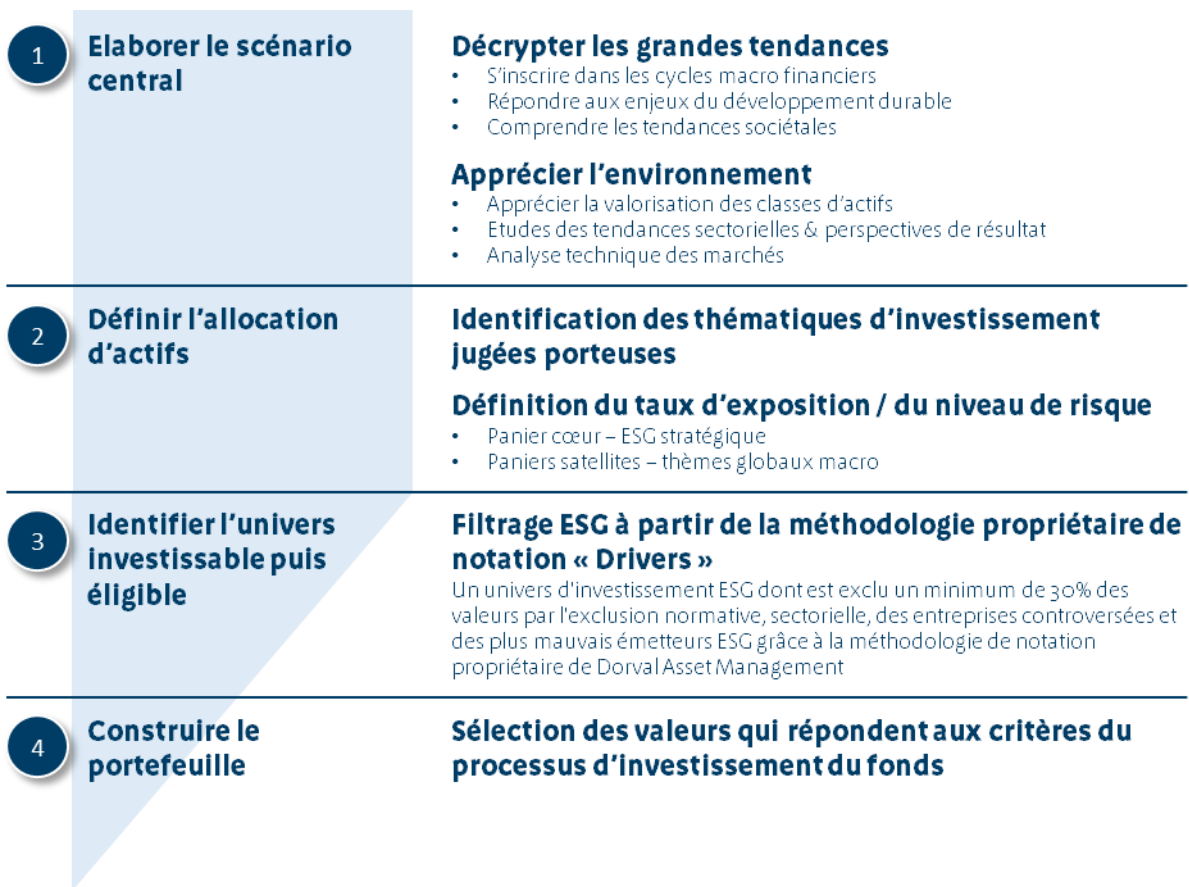 1
Elaborer le scénario
central
Décrypter les grandes tendances
• S'inscrire dans les cycles macro financiers
• Répondre aux enjeux du développement durable
• Comprendre les tendances sociétales
Apprécier l'environnement
• Apprécier la valorisation des classes d'actifs
• Etudes des tendances sectorielles & perspectives de résultat
• Analyse technique des marchés
2
Définir l'allocation
d'actifs
Identification des thématiques d'investissement
jugées porteuses
Définition du taux d'exposition / du niveau de risque
• Panier cœur – ESG stratégique
• Paniers satellites – thèmes globaux macro
3
Identifier l'univers
investissable puis
éligible
Filtrage ESG à partir de la méthodologie propriétaire de
notation « Drivers »
Un univers d'investissement ESG dont est exclu un minimum de 30% des
valeurs par l'exclusion normative, sectorielle, des entreprises controversées et
des plus mauvais émetteurs ESG grâce à la méthodologie de notation
propriétaire de Dorval Asset Management
4
Construire le
portefeuille
Sélection des valeurs qui répondent aux critères du
processus d'investissement du fonds